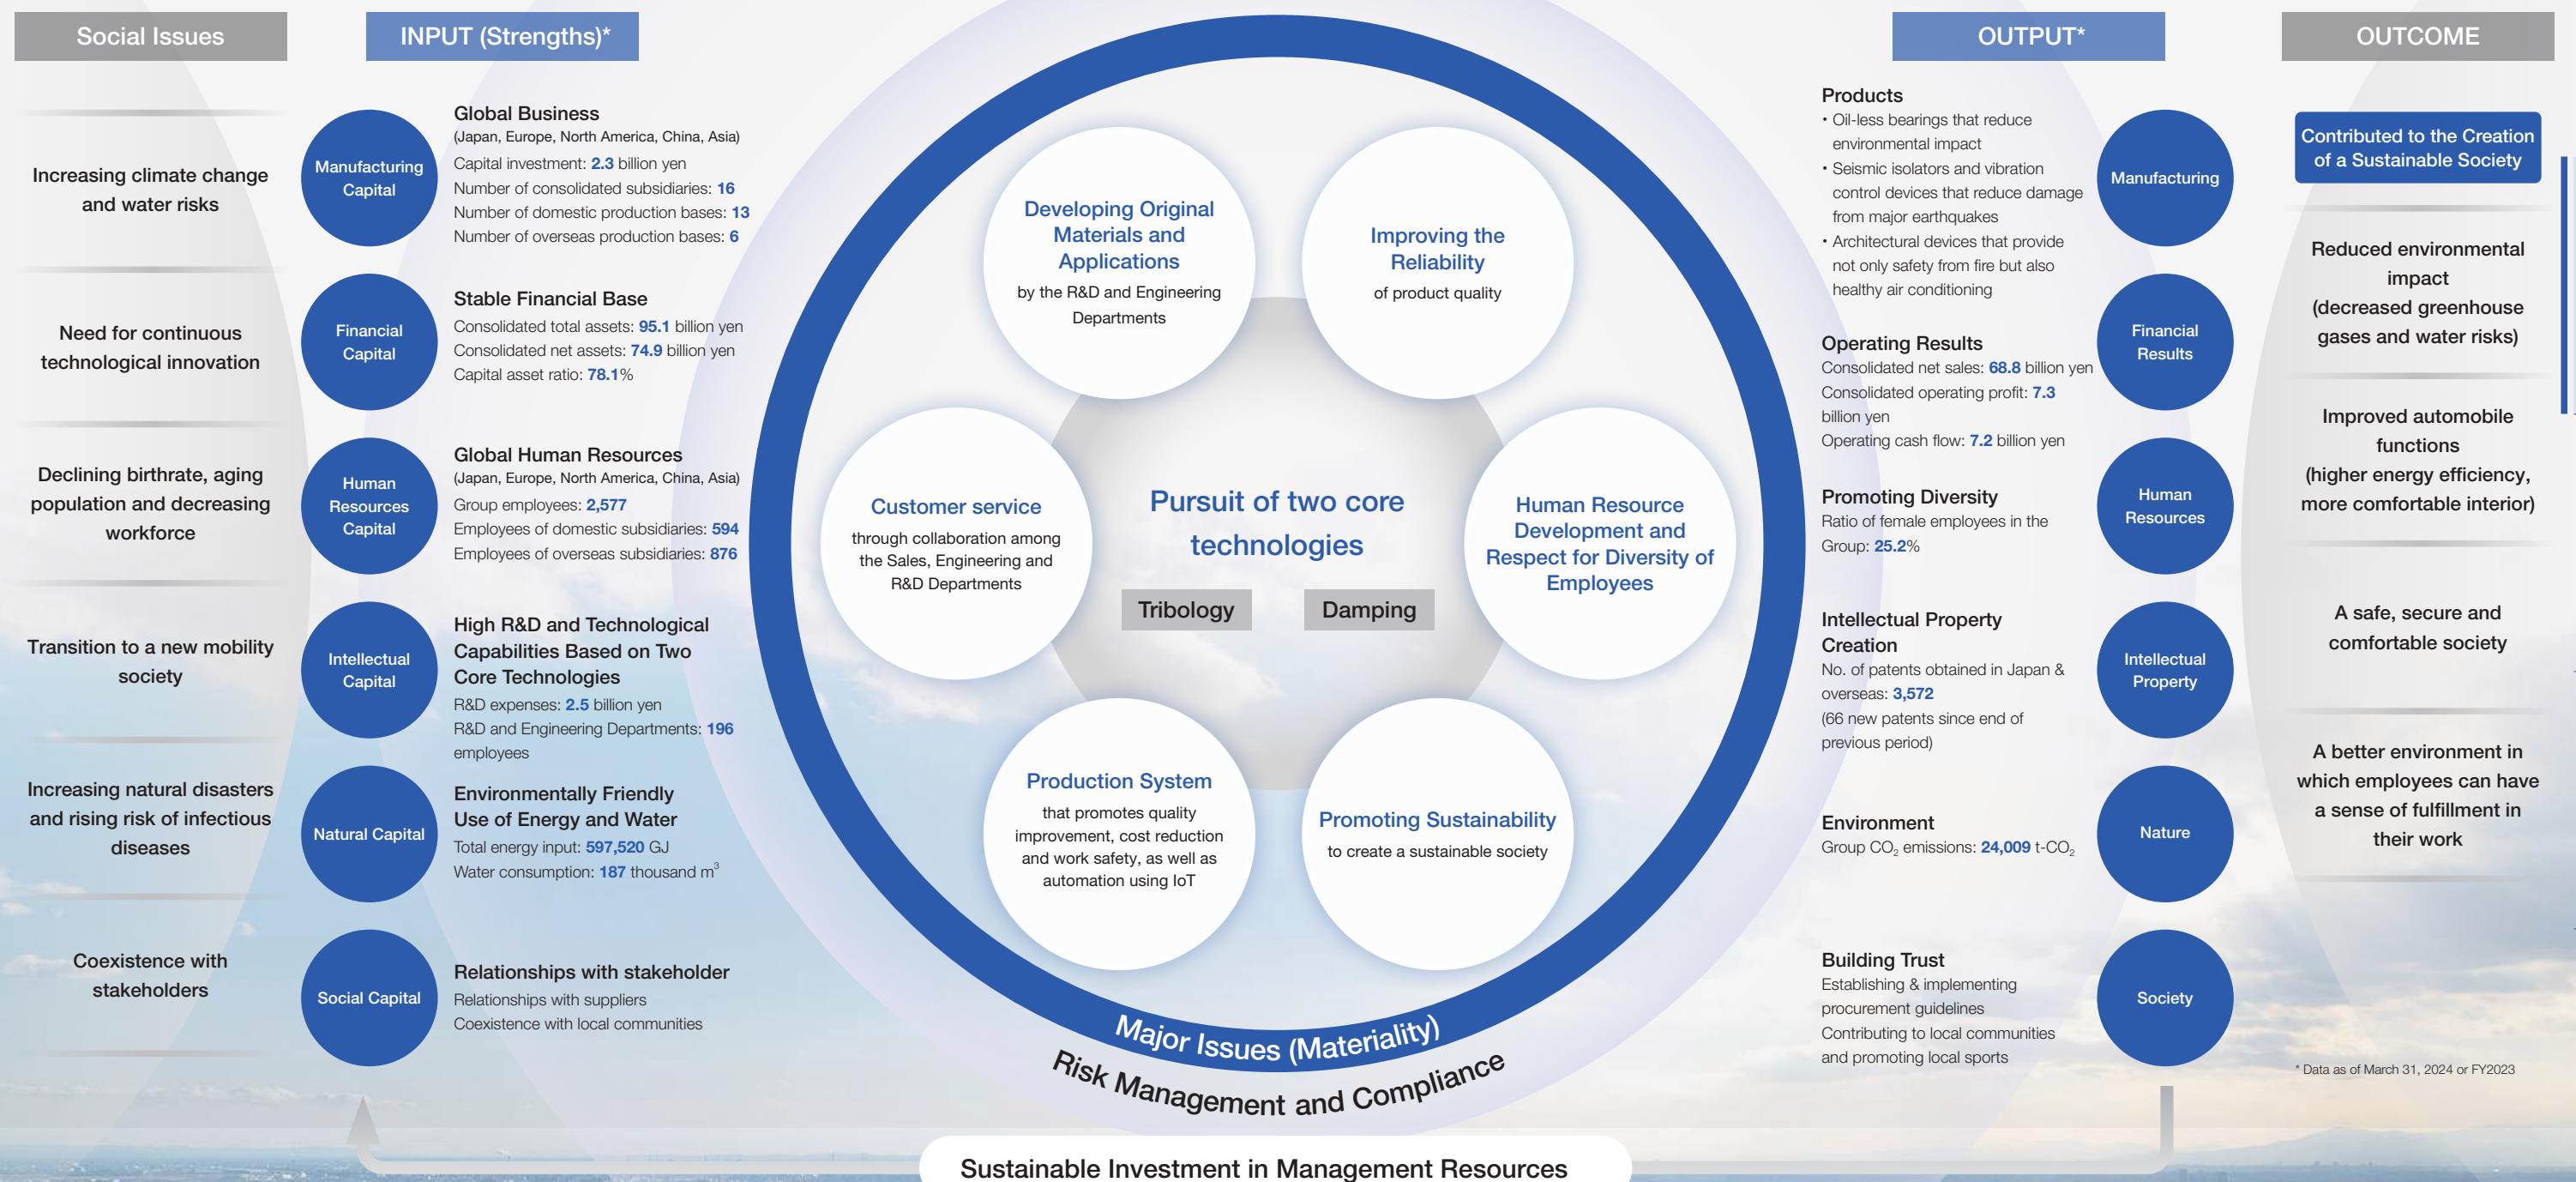 Social Issues
Increasing climate change
and water risks
Need for continuous
technological innovation
Declining birthrate, aging
population and decreasing
workforce
Transition to a new mobility
society
Increasing natural disasters
and rising risk of infectious
diseases
Coexistence with
stakeholders
INPUT (Strengths)*
Manufacturing
Capital
Global Business
(Japan, Europe, North America, China, Asia)
Capital investment: 2.3 billion yen
Number of consolidated subsidiaries: 16
Number of domestic production bases: 13
Number of overseas production bases: 6
Financial
Capital
Stable Financial Base
Consolidated total assets: 95.1 billion yen
Consolidated net assets: 74.9 billion yen
Capital asset ratio: 78.1%
Human
Resources
Capital
Global Human Resources
(Japan, Europe, North America, China, Asia)
Group employees: 2,577
Employees of domestic subsidiaries: 594
Employees of overseas subsidiaries: 876
Intellectual
Capital
High R&D and Technological
Capabilities Based on Two
Core Technologies
R&D expenses: 2.5 billion yen
R&D and Engineering Departments: 196
employees
Natural Capital
Environmentally Friendly
Use of Energy and Water
Total energy input: 597,520 GJ
Water consumption: 187 thousand m³
Social Capital
Relationships with stakeholder
Relationships with suppliers
Coexistence with local communities
Developing Original
Materials and
Applications
by the R&D and Engineering
Departments
Improving the
Reliability
of product quality
Customer service
through collaboration among
the Sales, Engineering and
R&D Departments
Pursuit of two core
technologies
Tribology
Damping
Human Resource
Development and
Respect for Diversity of
Employees
Production System
that promotes quality
improvement, cost reduction
and work safety, as well as
automation using IoT
Promoting Sustainability
to create a sustainable society
Major Issues (Materiality)
Risk Management and Compliance
OUTPUT*
Products
• Oil-less bearings that reduce
environmental impact
• Seismic isolators and vibration
control devices that reduce damage
from major earthquakes
• Architectural devices that provide
not only safety from fire but also
healthy air conditioning
Manufacturing
Operating Results
Consolidated net sales: 68.8 billion yen
Consolidated operating profit: 7.3
billion yen
Operating cash flow: 7.2 billion yen
Financial
Results
Promoting Diversity
Ratio of female employees in the
Group: 25.2%
Human
Resources
Intellectual Property
Creation
No. of patents obtained in Japan &
overseas: 3,572
(66 new patents since end of
previous period)
Intellectual
Property
Environment
Group CO₂ emissions: 24,009 t-CO₂
Nature
Building Trust
Establishing & implementing
procurement guidelines
Contributing to local communities
and promoting local sports
Society
OUTCOME
Contributed to the Creation
of a Sustainable Society
Reduced environmental
impact
(decreased greenhouse
gases and water risks)
Improved automobile
functions
(higher energy efficiency,
more comfortable interior)
A safe, secure and
comfortable society
A better environment in
which employees can have
a sense of fulfillment in
their work
* Data as of March 31, 2024 or FY2023
Sustainable Investment in Management Resources